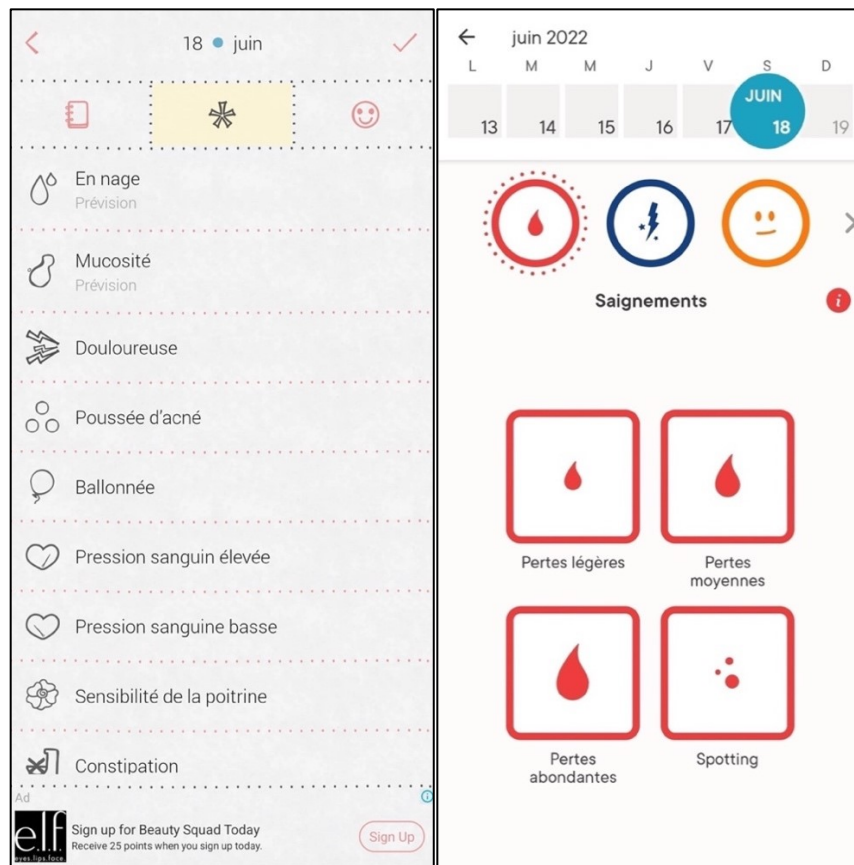 18 juin
En nage
Prévision
Mucosité
Prévision
Douloureuse
Poussée d'acné
Ballonnée
Pression sanguin élevée
Pression sanguine basse
Sensibilité de la poitrine
Constipation
Ad
e.l.f.
eyes.lips.face.
Sign up for Beauty Squad Today
Receive 25 points when you sign up today.
Sign Up
juin 2022
L M M J V S D
JUIN
13 14 15 16 17 18 19
Saignements
i
Pertes légères
Pertes
moyennes
Pertes
abondantes
Spotting